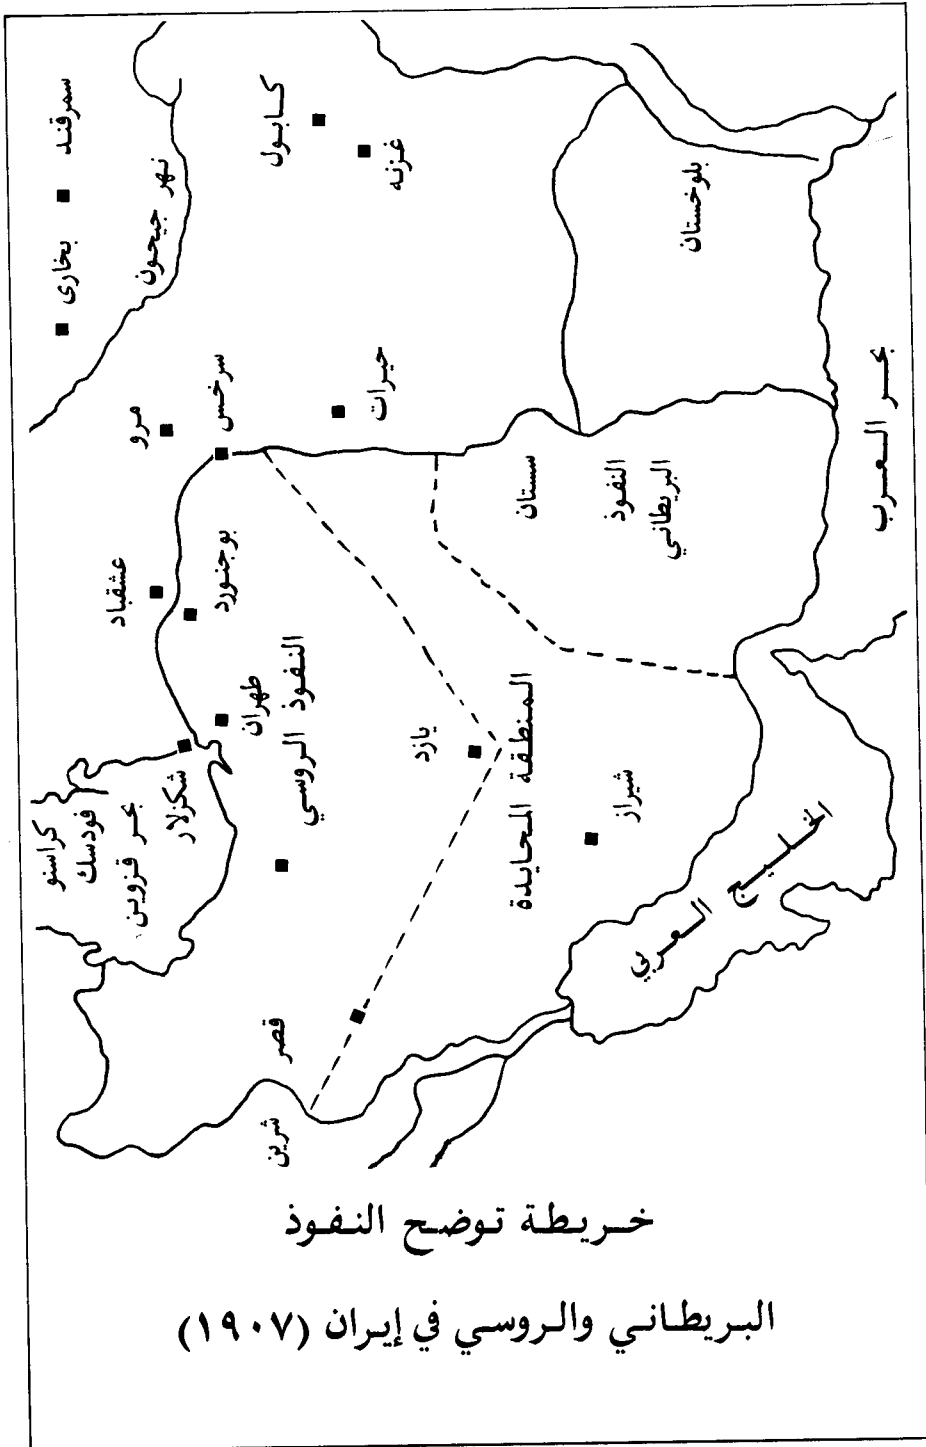 سمرقند
بخارى
نهر جيحون
كابول
غزنه
بلوخستان
مرو
سرخس
حيرات
بحر العرب
عشقباد
بوجنورد
سستان
النفوذ
البريطاني
طهران
النفوذ الروسي
يازد
المنطقة المحايدة
شيراز
كراسنو
فودسك
بحر قزوين
شكزلار
الخليج العربي
قصر
شرين
خريطة توضح النفوذ
البريطاني والروسي في إيران (١٩٠٧)